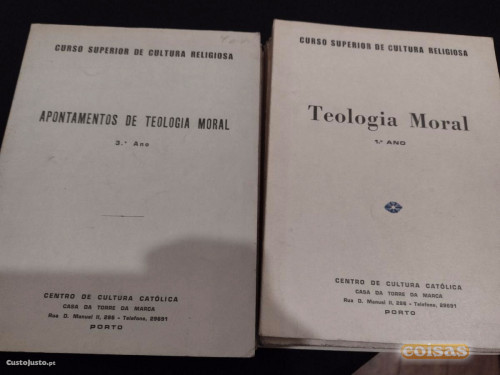 CURSO SUPERIOR DE CULTURA RELIGIOSA
APONTAMENTOS DE TEOLOGIA MORAL
3.º Ano
CENTRO DE CULTURA CATÓLICA
CASA DA TORRE DA MARCA
Rua D. Manuel II, 286 - Telefone, 29691
PORTO
CURSO SUPERIOR DE CULTURA RELIGIOSA
Teologia Moral
1.º ANO
CENTRO DE CULTURA CATÓLICA
CASA DA TORRE DA MARCA
Rua D. Manuel II, 286 - Telefone, 29691
PORTO
CustoJusto.pt
coisas